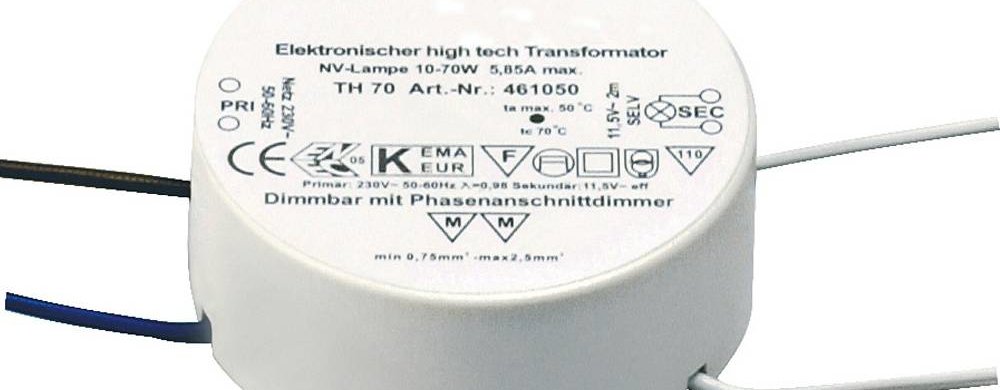 Elektronischer high tech Transformator
NV-Lampe 10-70W 5,85A max.
TH 70 Art.-Nr.: 461050
ta max. 50°C
tc 70°C
PRI
Netz 230V~
50-60Hz
11,5V~ 2m
SELV
SEC
CE
05
K EMA
EUR
F
110
Primär: 230V~ 50-60Hz λ=0,98 Sekundär: 11,5V~ eff
Dimmbar mit Phasenanschnittdimmer
M M
min 0,75mm² -max2,5mm²